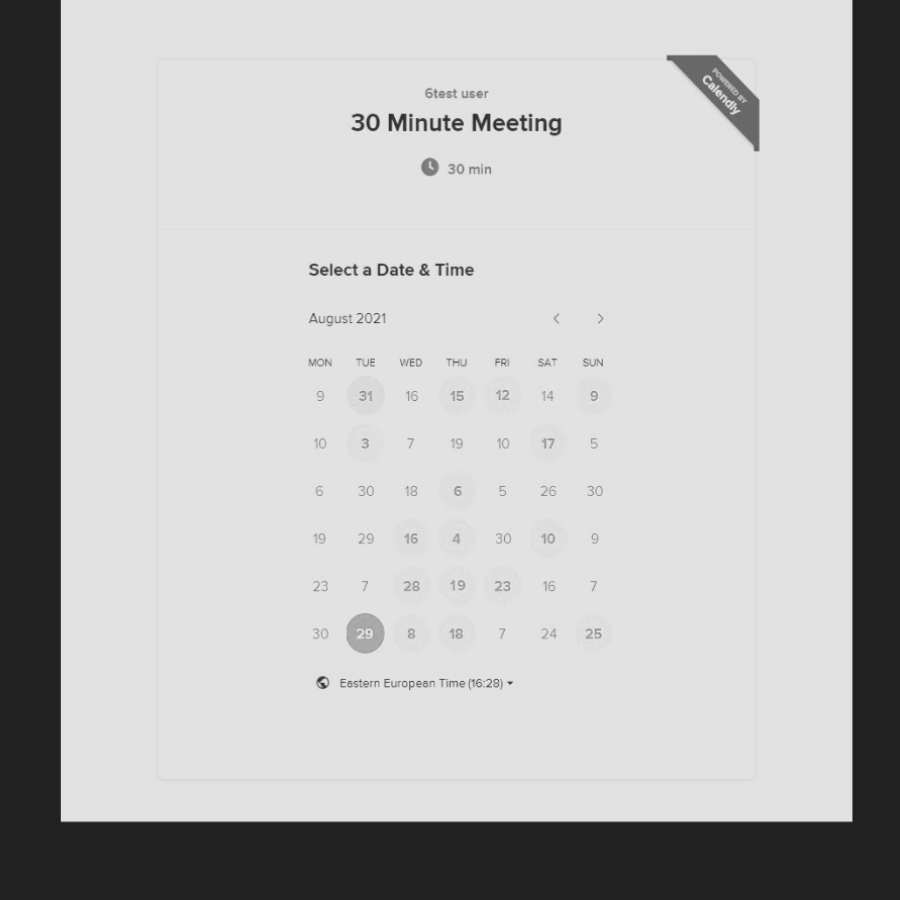 POWERED BY
Calendly
6test user
30 Minute Meeting
30 min
Select a Date & Time
August 2021
MON TUE WED THU FRI SAT SUN
9 31 16 15 12 14 9
10 3 7 19 10 17 5
6 30 18 6 5 26 30
19 29 16 4 30 10 9
23 7 28 19 23 16 7
30 29 8 18 7 24 25
Eastern European Time (16:28)